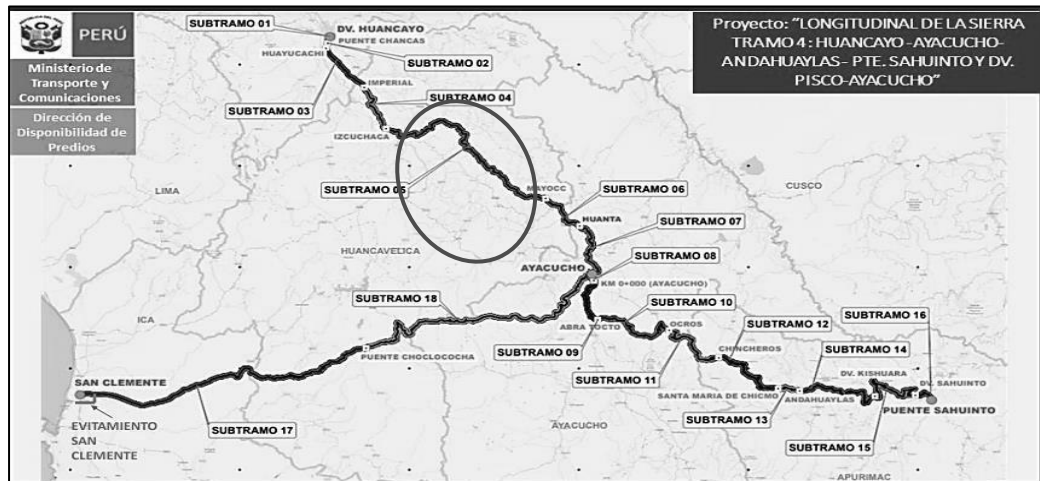 PERÚ
Ministerio de
Transporte y
Comunicaciones
Dirección de
Disponibilidad de
Predios
Proyecto: "LONGITUDINAL DE LA SIERRA
TRAMO 4 : HUANCAYO -AYACUCHO-
ANDAHUAYLAS- PTE. SAHUINTO Y DV.
PISCO-AYACUCHO"
SUBTRAMO 01
DV. HUANCAYO
PUENTE CHANCAS
HUAYUCACHI
SUBTRAMO 02
IMPERIAL
SUBTRAMO 03
SUBTRAMO 04
IZCUCHACA
LIMA
SUBTRAMO 05
MAYOCC
SUBTRAMO 06
CUSCO
HUANTA
SUBTRAMO 07
HUANCAVELICA
SUBTRAMO 08
AYACUCHO
KM 0+000 (AYACUCHO)
SUBTRAMO 18
SUBTRAMO 10
SUBTRAMO 16
ICA
ABRA TOCTO
OCROS
SUBTRAMO 12
SUBTRAMO 09
CHINCHEROS
SUBTRAMO 14
PUENTE CHOCLOCOCHA
SUBTRAMO 11
DV. KISHUARA
DV. SAHUINTO
SAN CLEMENTE
SANTA MARIA DE CHICMO
ANDAHUAYLAS
PUENTE SAHUINTO
EVITAMIENTO
SAN
CLEMENTE
SUBTRAMO 17
AYACUCHO
SUBTRAMO 13
SUBTRAMO 15
APURIMAC